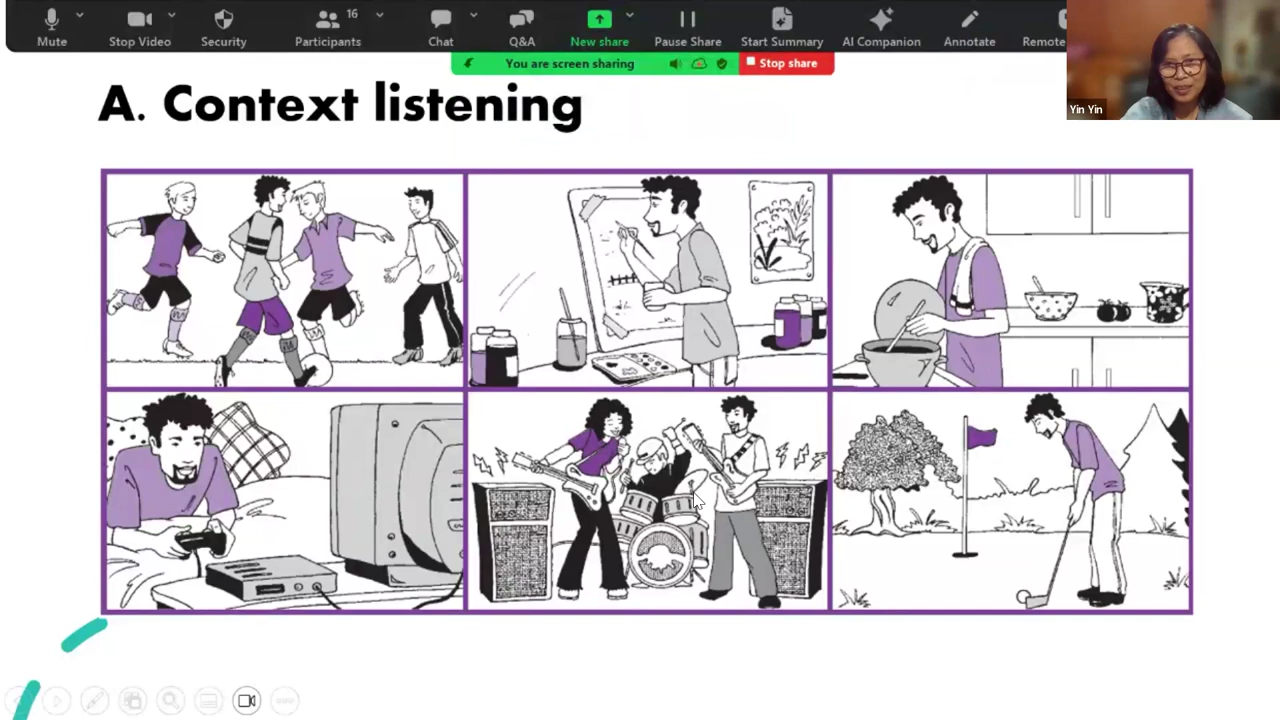 16
Mute
Stop Video
Security
Participants
Chat
Q&A
New share
Pause Share
Start Summary
AI Companion
Annotate
Remote
You are screen sharing
Stop share
Yin Yin
A. Context listening